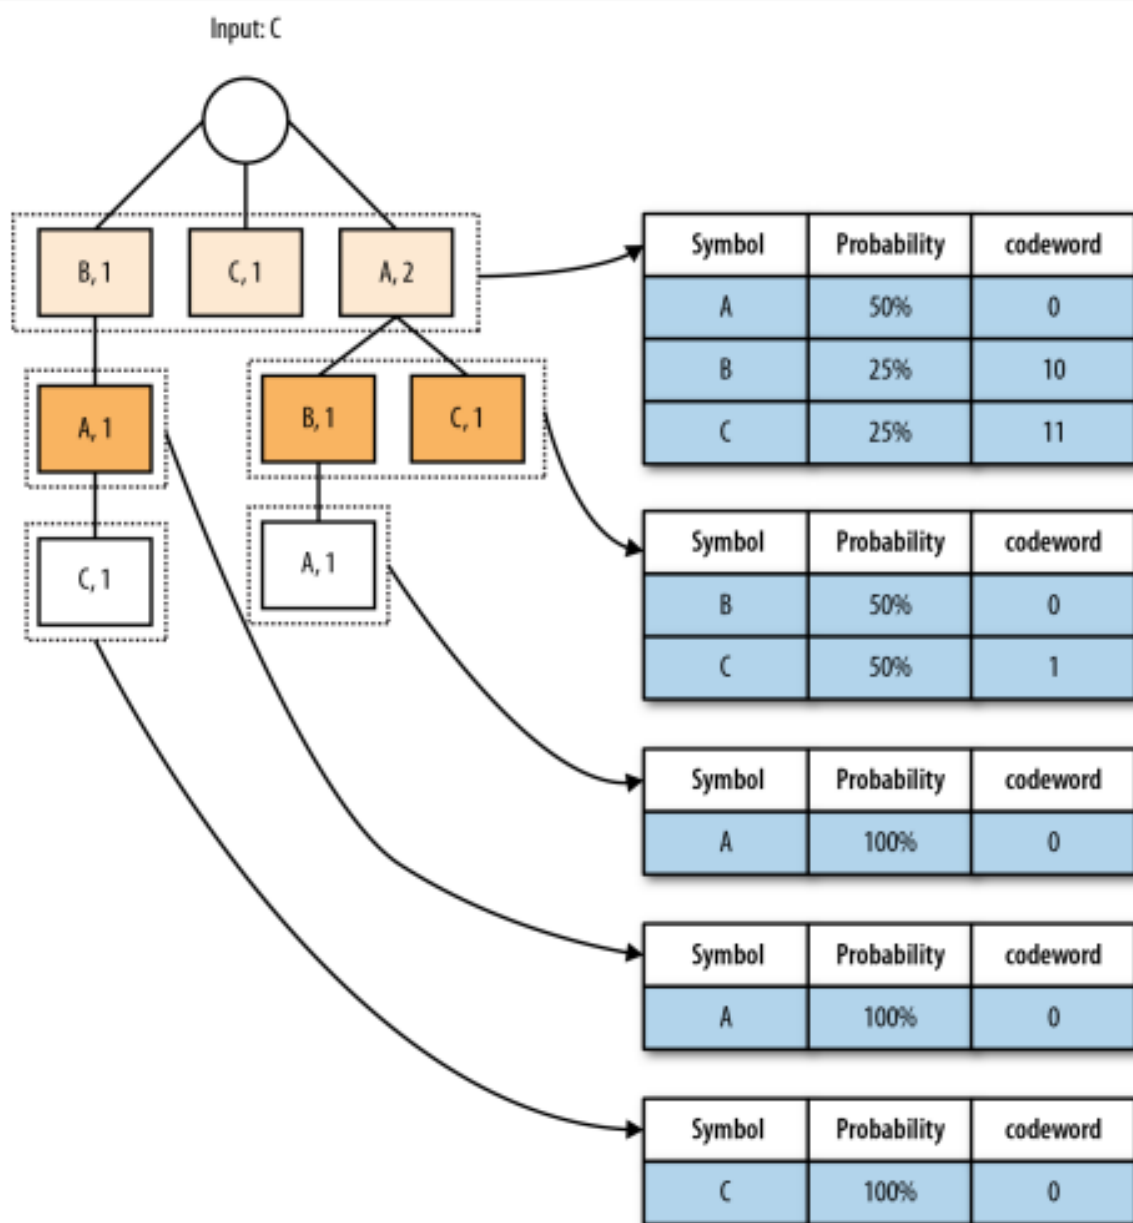 Input: C
B, 1
C, 1
A, 2
A, 1
B, 1
C, 1
C, 1
A, 1
Symbol Probability codeword
A 50% 0
B 25% 10
C 25% 11
Symbol Probability codeword
B 50% 0
C 50% 1
Symbol Probability codeword
A 100% 0
Symbol Probability codeword
A 100% 0
Symbol Probability codeword
C 100% 0